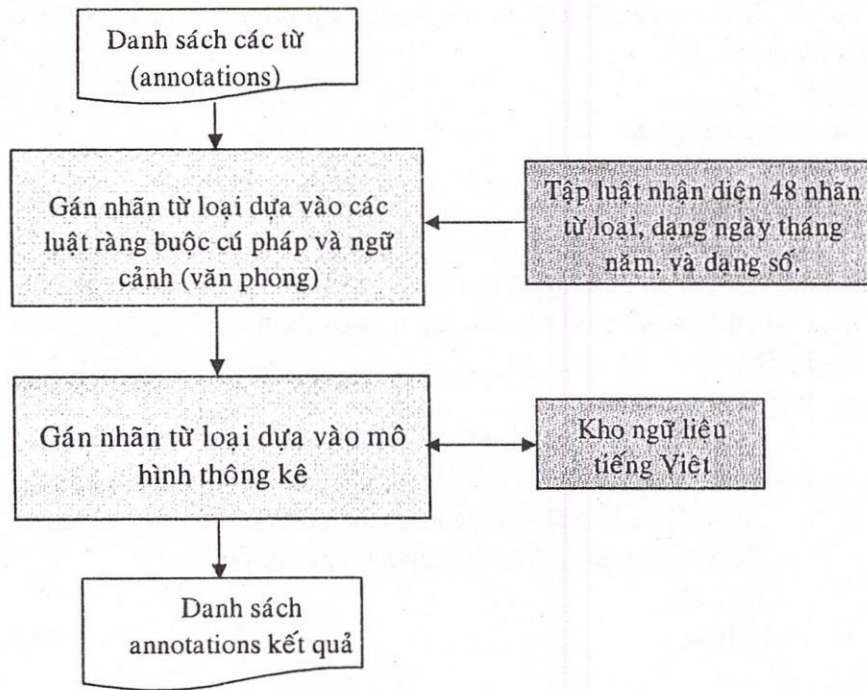 Danh sách các từ
(annotations)
Gán nhãn từ loại dựa vào các
luật ràng buộc cú pháp và ngữ
cảnh (văn phong)
Tập luật nhận diện 48 nhãn
từ loại, dạng ngày tháng
năm, và dạng số.
Gán nhãn từ loại dựa vào mô
hình thông kê
Kho ngữ liệu
tiếng Việt
Danh sách
annotations kết quả